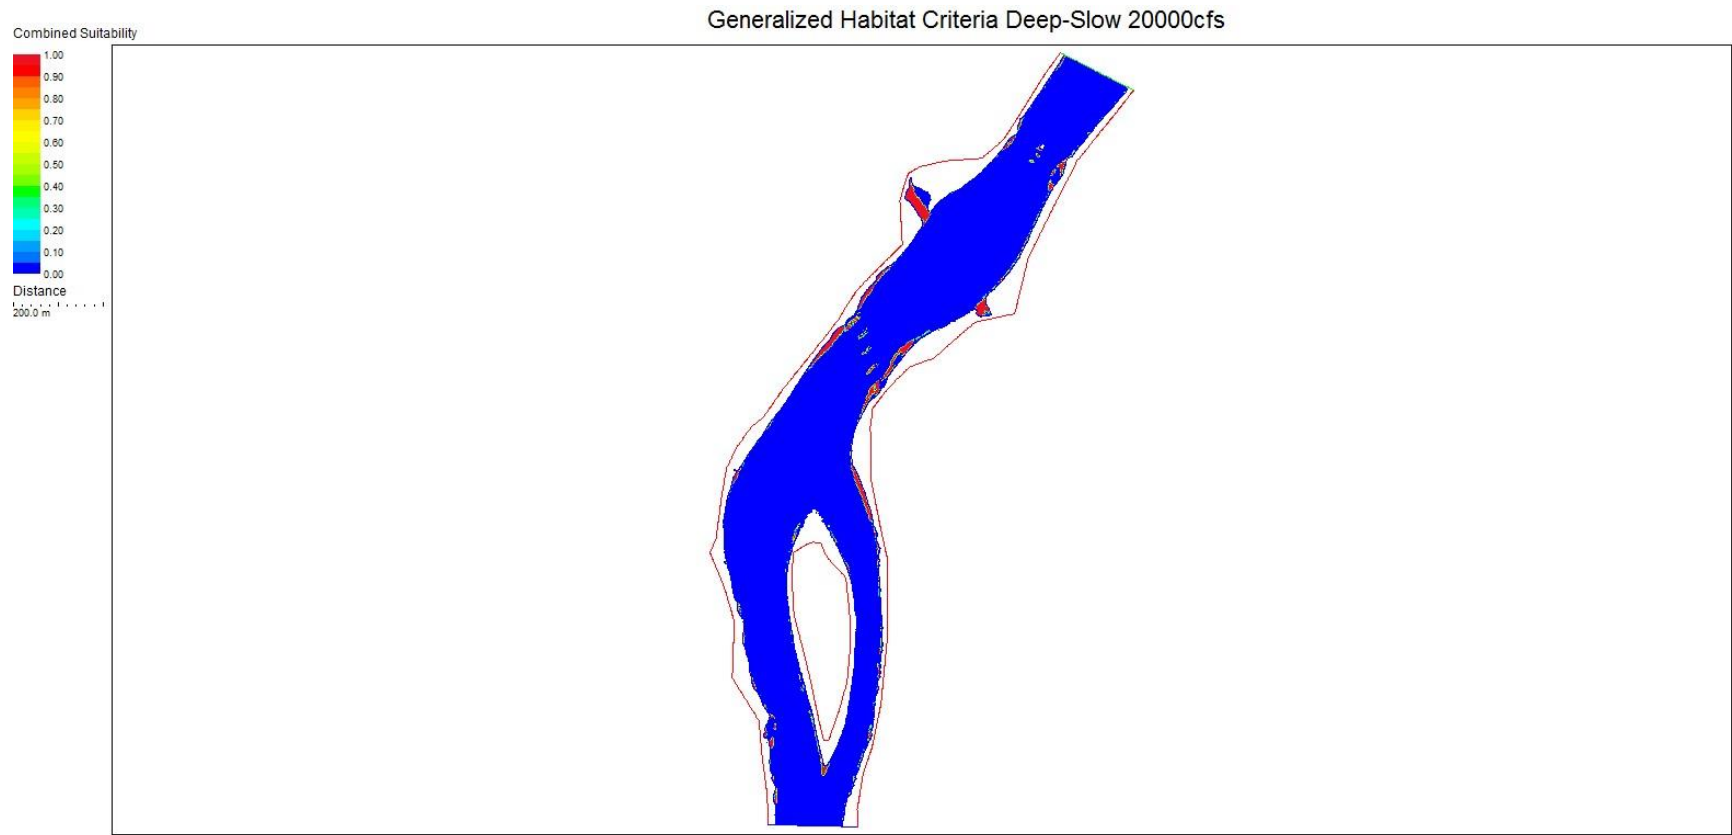 Generalized Habitat Criteria Deep-Slow 20000cfs
Combined Suitability
1.00
0.90
0.80
0.70
0.60
0.50
0.40
0.30
0.20
0.10
0.00
Distance
200.0 m